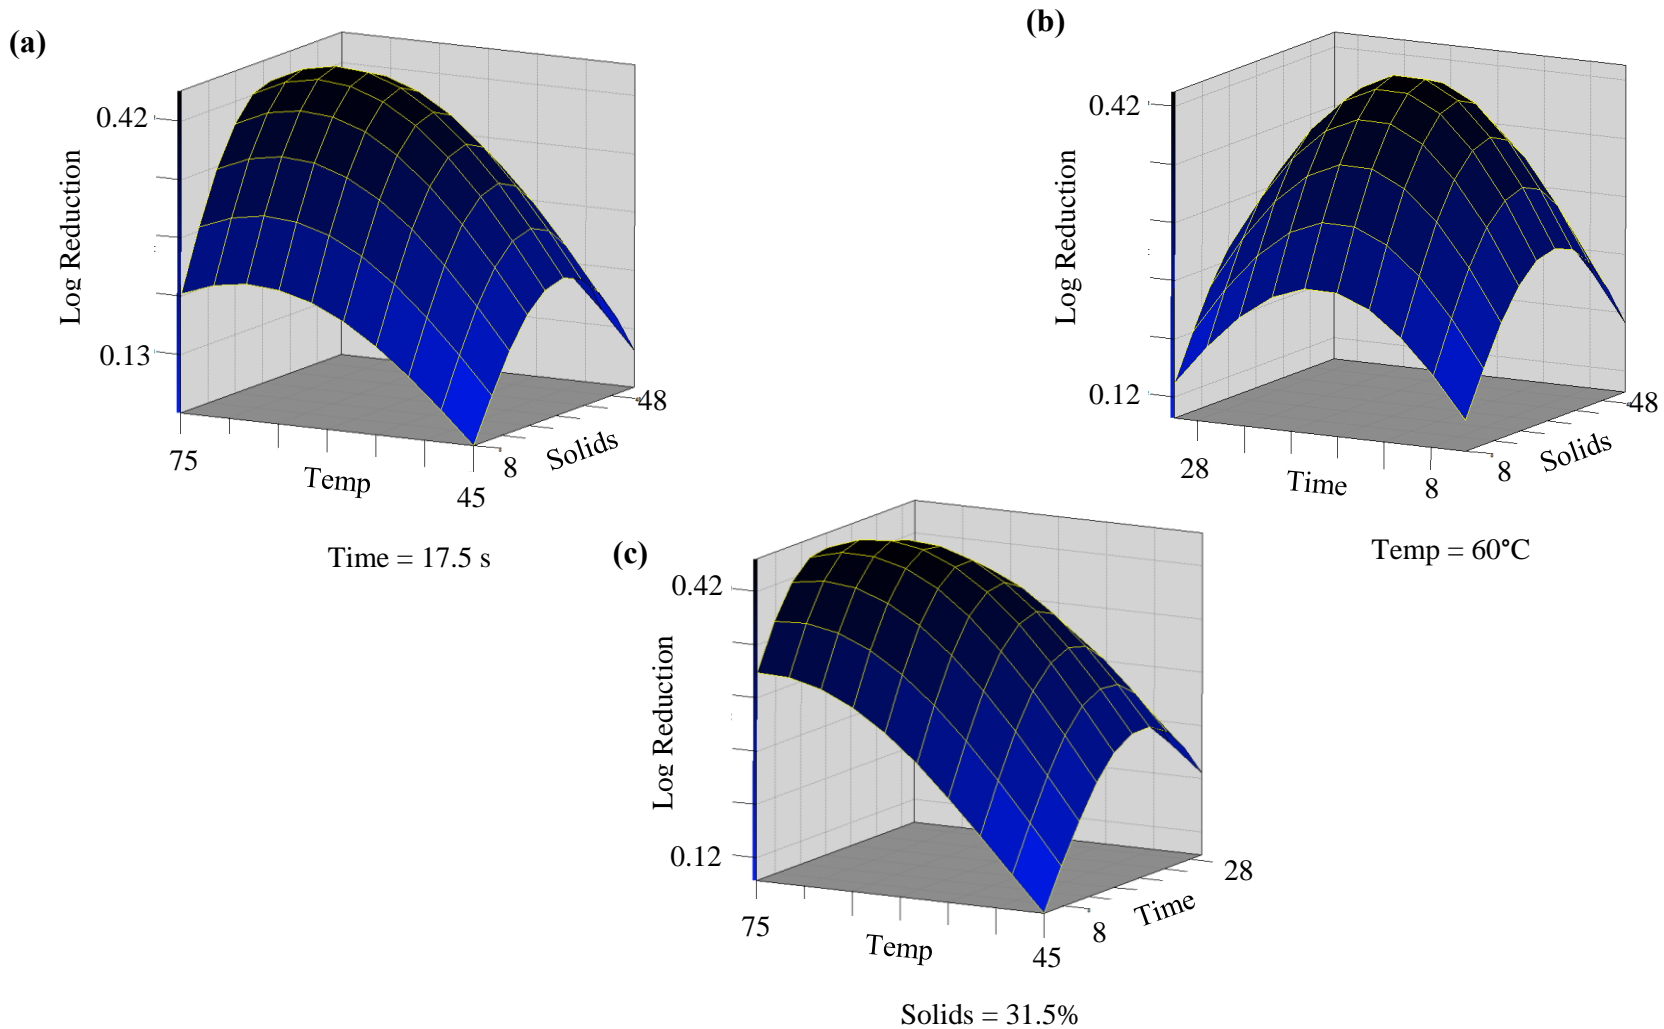 (a)
0.42
Log Reduction
0.13
75
Temp
45
8
Solids
48
Time = 17.5 s
(b)
0.42
Log Reduction
0.12
28
Time
8
8
Solids
48
Temp = 60°C
(c)
0.42
Log Reduction
0.12
75
Temp
45
8
Time
28
Solids = 31.5%